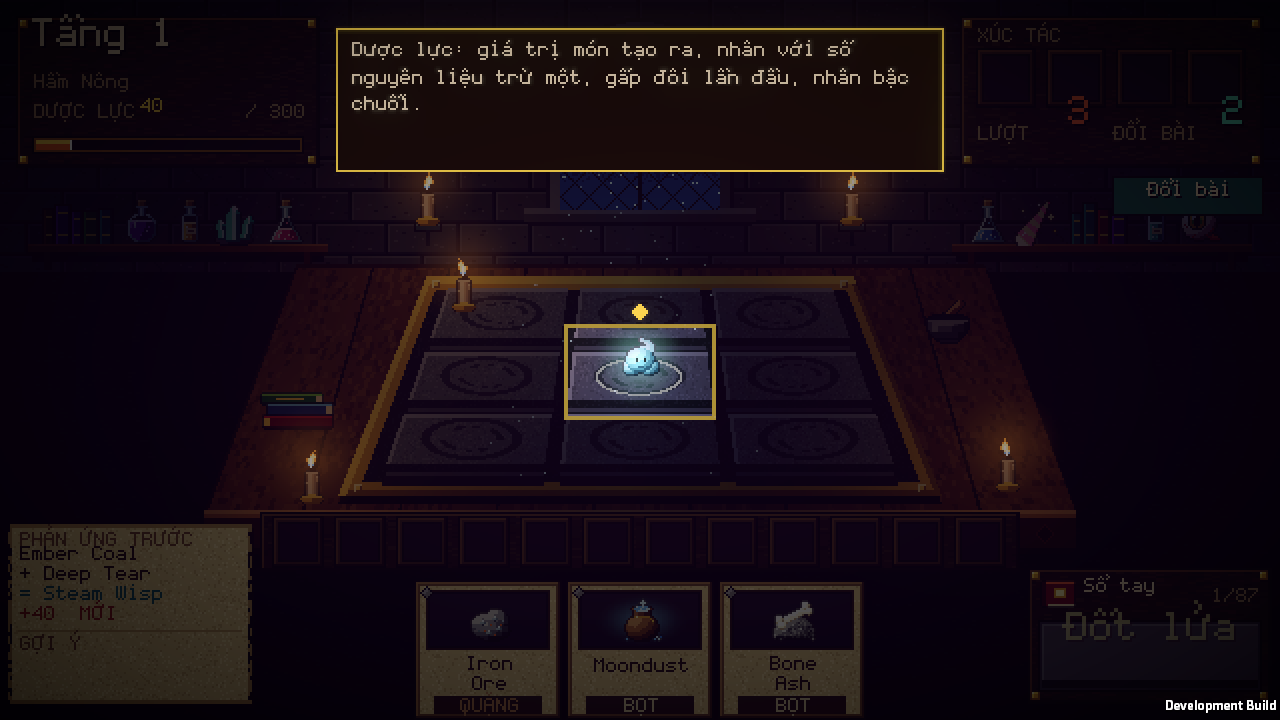 Tầng 1
Hầm Nông
DƯỢC LỰC 40 / 300
Dược lực: giá trị món tạo ra, nhân với số
nguyên liệu trừ một, gấp đôi lần đầu, nhân bậc
chuỗi.
XÚC TÁC
LƯỢT 3 ĐỔI BÀI 2
Đổi bài
PHẢN ỨNG TRƯỚC
Ember Coal
+ Deep Tear
= Steam Wisp
+40 MỚI
GỢI Ý
Iron
Ore
QUẶNG
Moondust
BỘT
Bone
Ash
BỘT
Sổ tay 1/87
Đốt lửa
Development Build